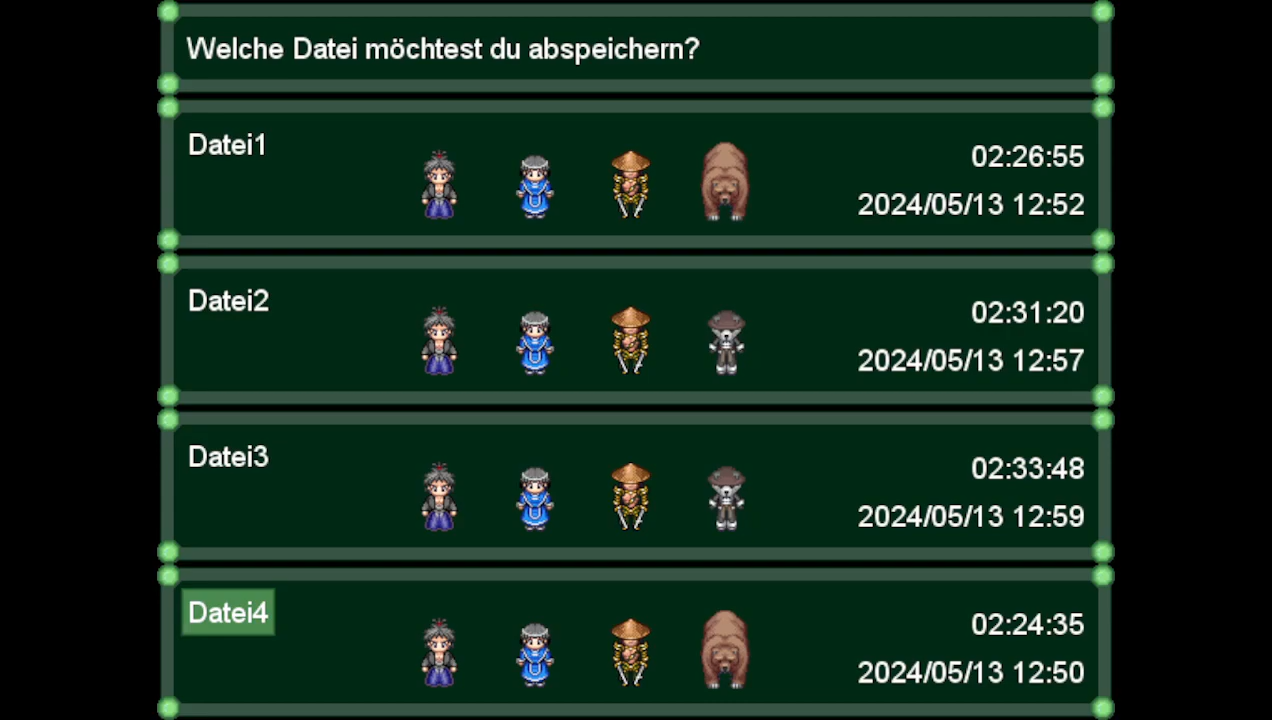 Welche Datei möchtest du abspeichern?
Datei1
02:26:55
2024/05/13 12:52
Datei2
02:31:20
2024/05/13 12:57
Datei3
02:33:48
2024/05/13 12:59
Datei4
02:24:35
2024/05/13 12:50